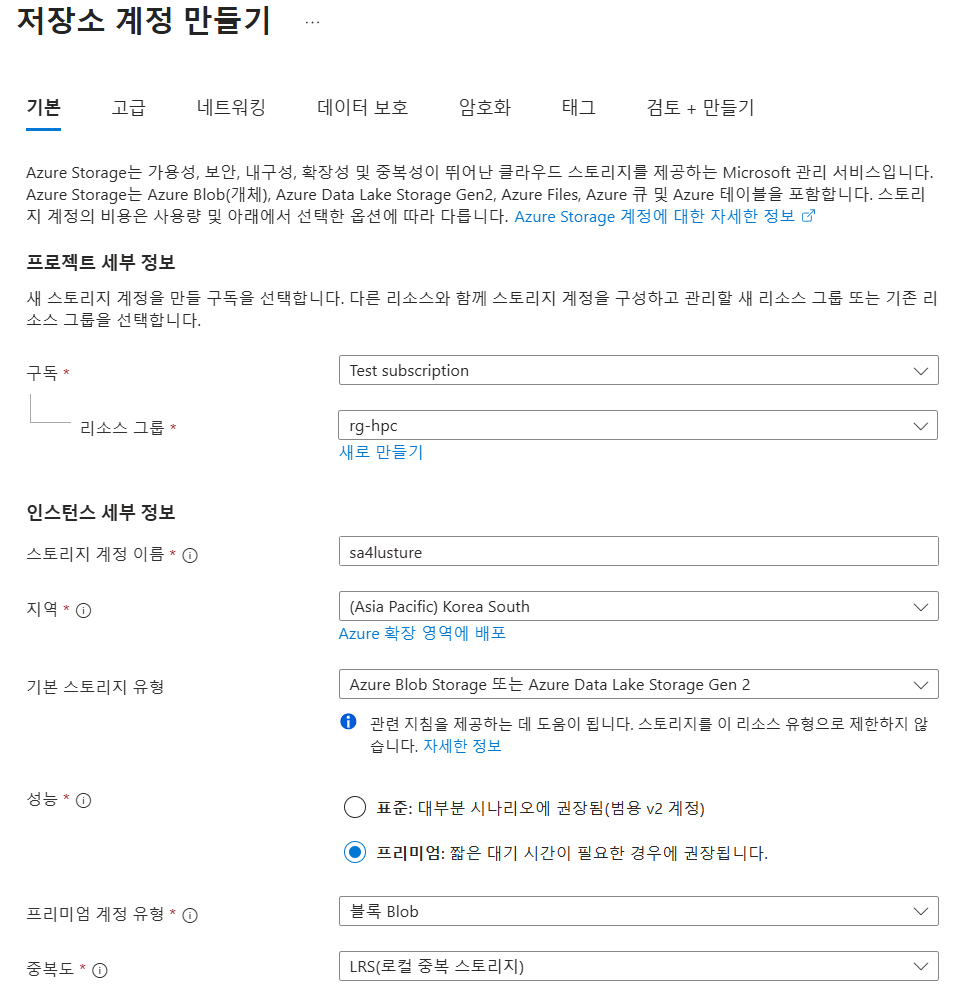 저장소 계정 만들기 ...
기본 고급 네트워킹 데이터 보호 암호화 태그 검토 + 만들기
Azure Storage는 가용성, 보안, 내구성, 확장성 및 중복성이 뛰어난 클라우드 스토리지를 제공하는 Microsoft 관리 서비스입니다.
Azure Storage는 Azure Blob(개체), Azure Data Lake Storage Gen2, Azure Files, Azure 큐 및 Azure 테이블을 포함합니다. 스토리
지 계정의 비용은 사용량 및 아래에서 선택한 옵션에 따라 다릅니다. Azure Storage 계정에 대한 자세한 정보
프로젝트 세부 정보
새 스토리지 계정을 만들 구독을 선택합니다. 다른 리소스와 함께 스토리지 계정을 구성하고 관리할 새 리소스 그룹 또는 기존 리
소스 그룹을 선택합니다.
구독 * Test subscription
리소스 그룹 * rg-hpc
새로 만들기
인스턴스 세부 정보
스토리지 계정 이름 * sa4lusture
지역 * (Asia Pacific) Korea South
Azure 확장 영역에 배포
기본 스토리지 유형 Azure Blob Storage 또는 Azure Data Lake Storage Gen 2
관련 지침을 제공하는 데 도움이 됩니다. 스토리지를 이 리소스 유형으로 제한하지 않
습니다. 자세한 정보
성능 * 표준: 대부분 시나리오에 권장됨(범용 v2 계정)
프리미엄: 짧은 대기 시간이 필요한 경우에 권장됩니다.
프리미엄 계정 유형 * 블록 Blob
중복도 * LRS(로컬 중복 스토리지)